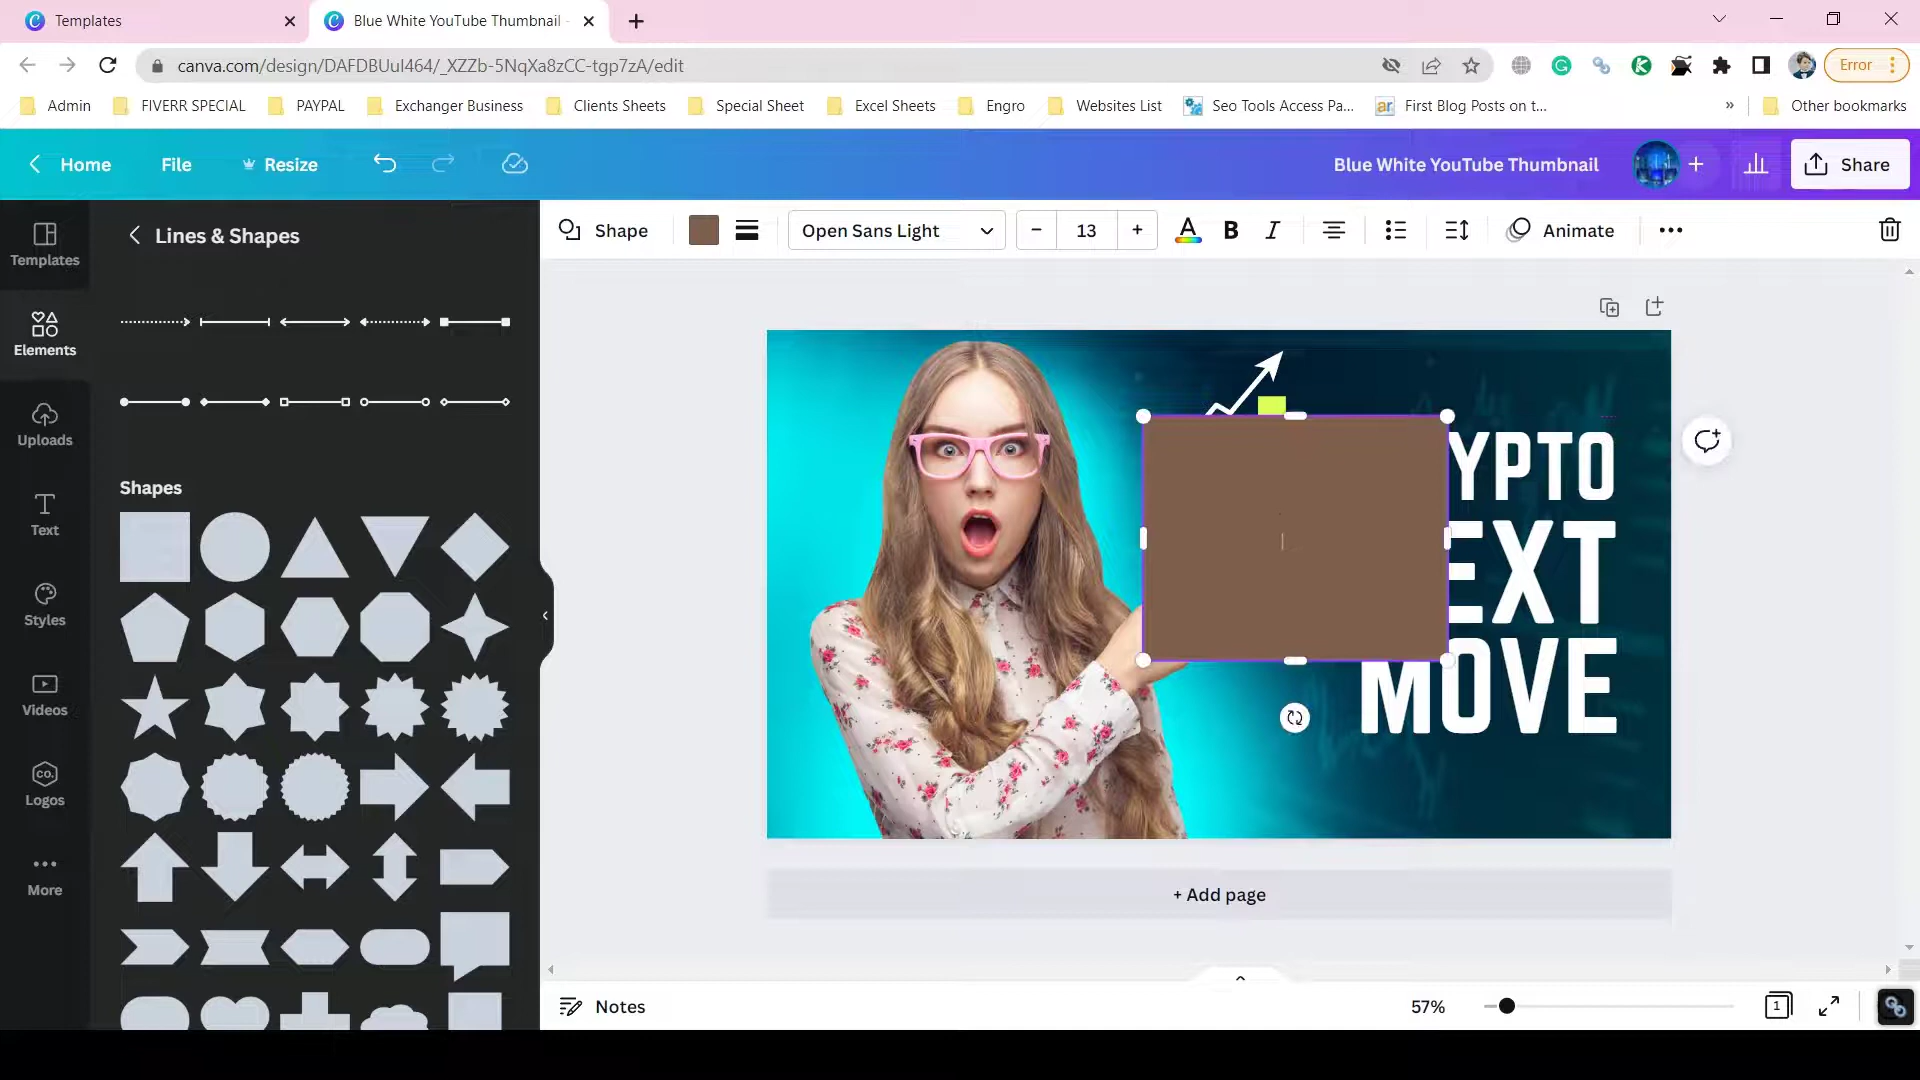 Templates
Blue White YouTube Thumbnail -
canva.com/design/DAFDBUuI464/_XZZb-5NqXa8zCC-tgp7zA/edit
Error
Admin
FIVERR SPECIAL
PAYPAL
Exchanger Business
Clients Sheets
Special Sheet
Excel Sheets
Engro
Websites List
Seo Tools Access Pa...
ar
First Blog Posts on t...
»
Other bookmarks
Home
File
Resize
Blue White YouTube Thumbnail
+
Share
Templates
Elements
Uploads
Text
Styles
Videos
co.
Logos
More
Lines & Shapes
Shapes
Shape
Open Sans Light
− 13 +
A
B
I
Animate
YPTO
EXT
MOVE
+ Add page
Notes
57%
1